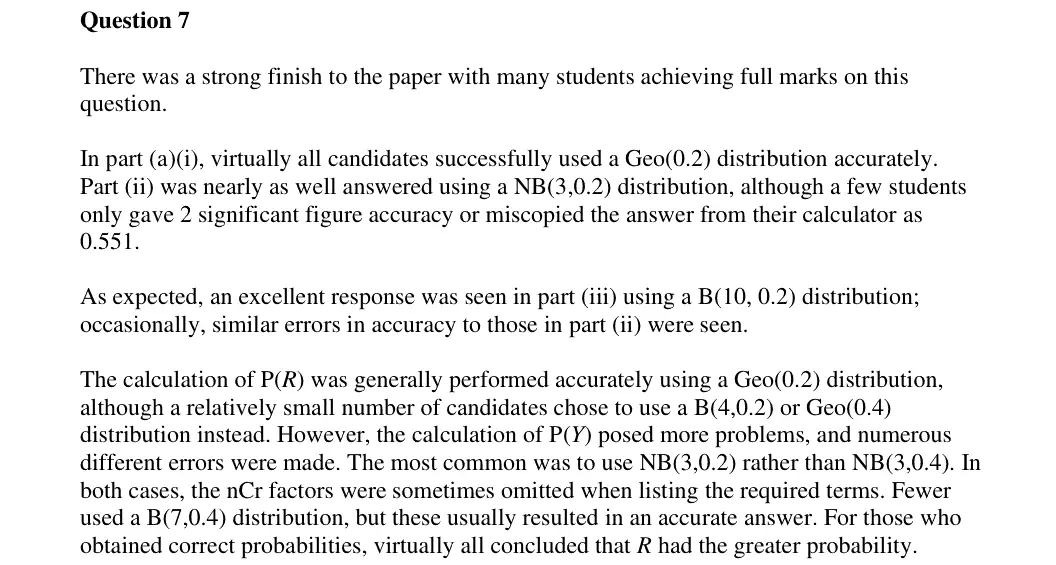 Question 7
There was a strong finish to the paper with many students achieving full marks on this
question.
In part (a)(i), virtually all candidates successfully used a Geo(0.2) distribution accurately.
Part (ii) was nearly as well answered using a NB(3,0.2) distribution, although a few students
only gave 2 significant figure accuracy or miscopied the answer from their calculator as
0.551.
As expected, an excellent response was seen in part (iii) using a B(10, 0.2) distribution;
occasionally, similar errors in accuracy to those in part (ii) were seen.
The calculation of P(R) was generally performed accurately using a Geo(0.2) distribution,
although a relatively small number of candidates chose to use a B(4,0.2) or Geo(0.4)
distribution instead. However, the calculation of P(Y) posed more problems, and numerous
different errors were made. The most common was to use NB(3,0.2) rather than NB(3,0.4). In
both cases, the nCr factors were sometimes omitted when listing the required terms. Fewer
used a B(7,0.4) distribution, but these usually resulted in an accurate answer. For those who
obtained correct probabilities, virtually all concluded that R had the greater probability.